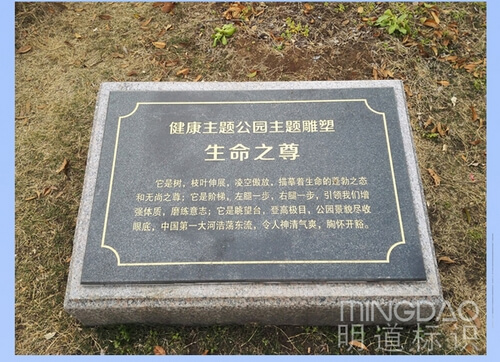 健康主题公园主题雕塑
生命之尊
它是树，枝叶伸展，凌空傲放，描摹着生命的蓬勃之态
和无尚之尊；它是阶梯，左腿一步，右腿一步，引领我们增
强体质，磨练意志；它是眺望台，登高极目，公园景貌尽收
眼底，中国第一大河浩荡东流，令人神清气爽，胸怀开豁。
MINGDAO
明道标识